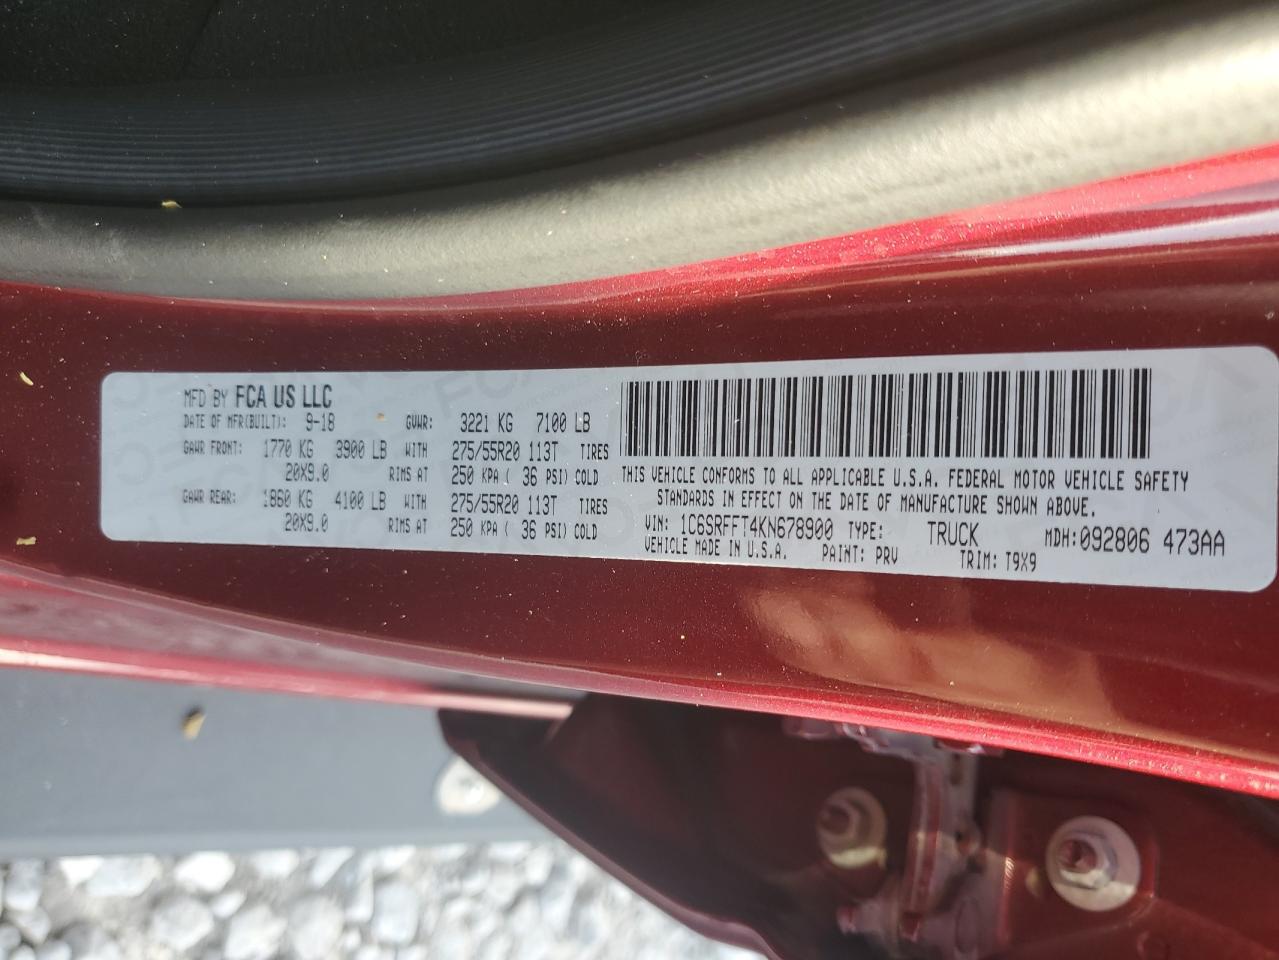 MFD BY FCA US LLC
DATE OF MFR(BUILT): 9-18 GVWR: 3221 KG 7100 LB
GAWR FRONT: 1770 KG 3900 LB WITH 275/55R20 113T TIRES
20X9.0 RIMS AT 250 KPA ( 36 PSI) COLD
GAWR REAR: 1860 KG 4100 LB WITH 275/55R20 113T TIRES
20X9.0 RIMS AT 250 KPA ( 36 PSI) COLD
THIS VEHICLE CONFORMS TO ALL APPLICABLE U.S.A. FEDERAL MOTOR VEHICLE SAFETY
STANDARDS IN EFFECT ON THE DATE OF MANUFACTURE SHOWN ABOVE.
VIN: 1C6SRFFT4KN678900 TYPE: TRUCK MDH:092806 473AA
VEHICLE MADE IN U.S.A. PAINT: PRV TRIM: T9X9